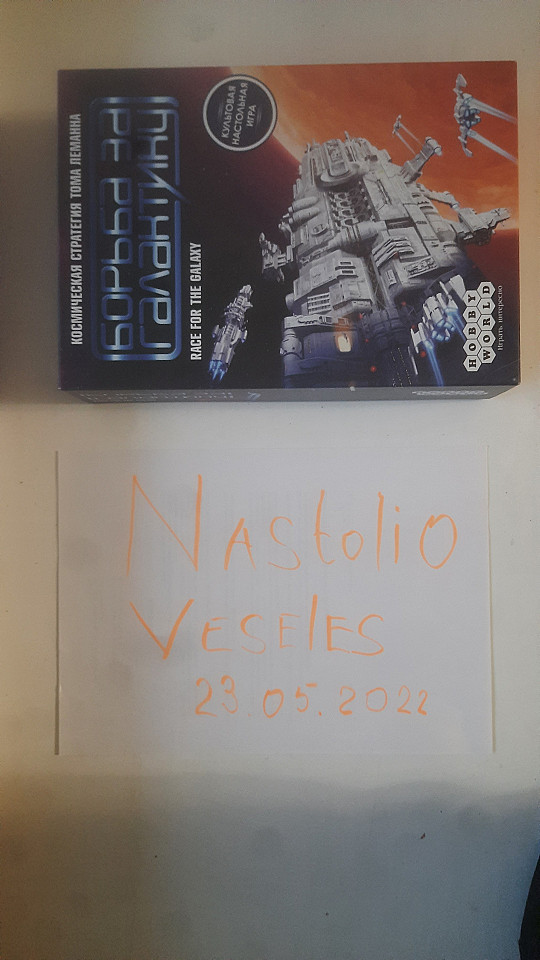 КОСМИЧЕСКАЯ СТРАТЕГИЯ ТОМА ЛЕМАННА
БОРЬБА ЗА
ГАЛАКТИКУ
RACE FOR THE GALAXY
КУЛЬТОВАЯ
НАСТОЛЬНАЯ
ИГРА
HOBBY
WORLD
Играть интересно
NAStoliO
VESElES
23.05.2022